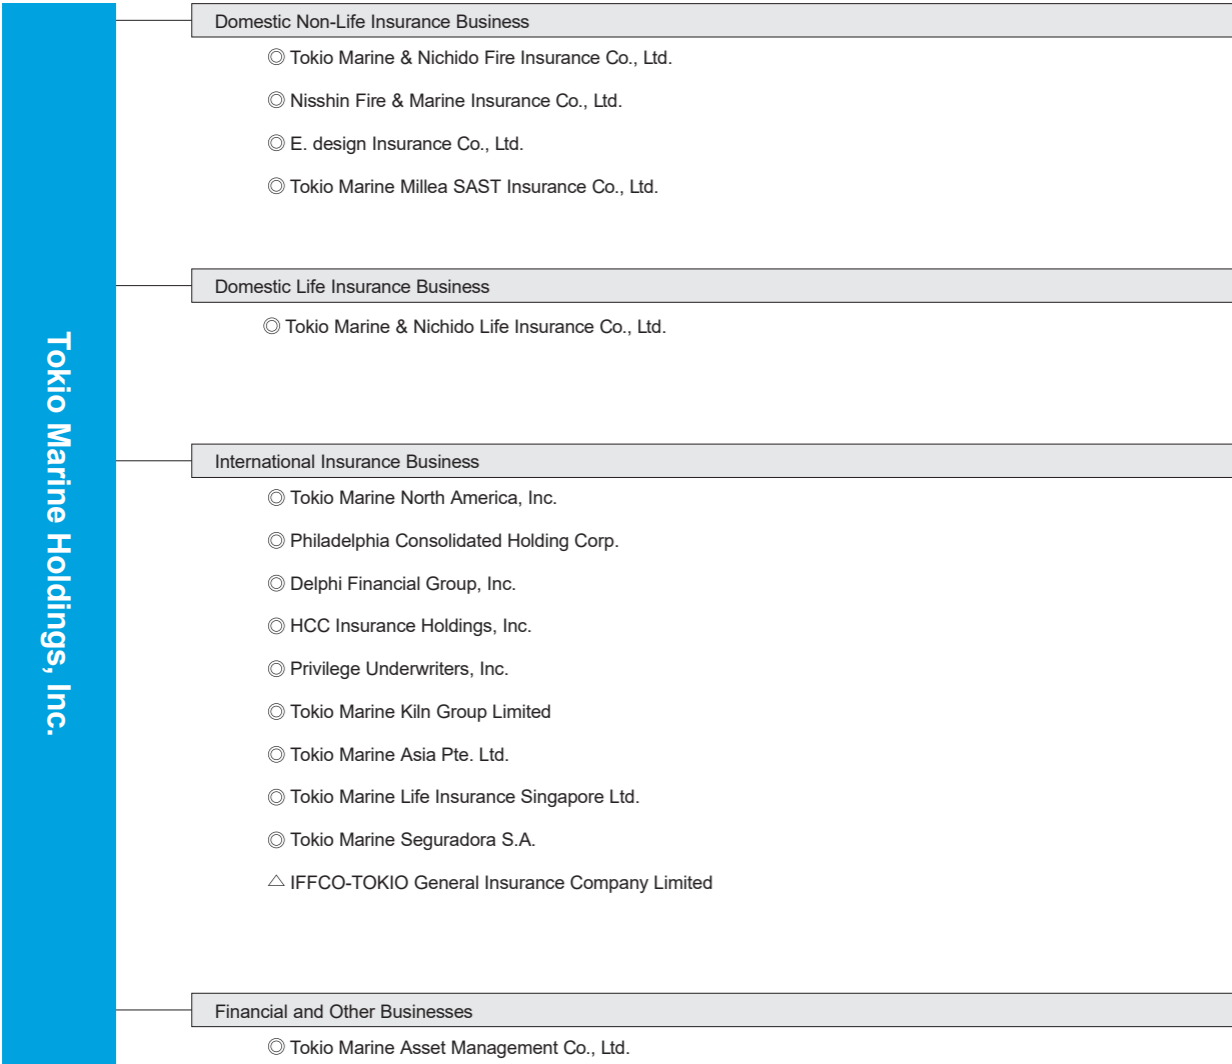 Tokio Marine Holdings, Inc.
Domestic Non-Life Insurance Business
◎ Tokio Marine & Nichido Fire Insurance Co., Ltd.
◎ Nisshin Fire & Marine Insurance Co., Ltd.
◎ E. design Insurance Co., Ltd.
◎ Tokio Marine Millea SAST Insurance Co., Ltd.
Domestic Life Insurance Business
◎ Tokio Marine & Nichido Life Insurance Co., Ltd.
International Insurance Business
◎ Tokio Marine North America, Inc.
◎ Philadelphia Consolidated Holding Corp.
◎ Delphi Financial Group, Inc.
◎ HCC Insurance Holdings, Inc.
◎ Privilege Underwriters, Inc.
◎ Tokio Marine Kiln Group Limited
◎ Tokio Marine Asia Pte. Ltd.
◎ Tokio Marine Life Insurance Singapore Ltd.
◎ Tokio Marine Seguradora S.A.
△ IFFCO-TOKIO General Insurance Company Limited
Financial and Other Businesses
◎ Tokio Marine Asset Management Co., Ltd.